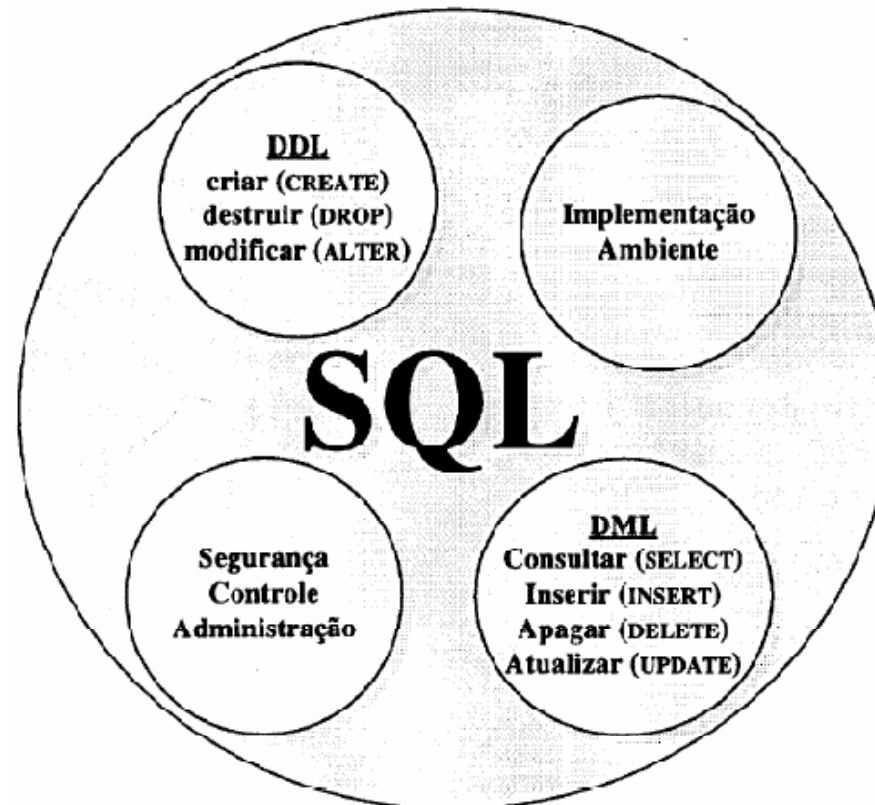 DDL
criar (CREATE)
destruir (DROP)
modificar (ALTER)
Implementação
Ambiente
SQL
Segurança
Controle
Administração
DML
Consultar (SELECT)
Inserir (INSERT)
Apagar (DELETE)
Atualizar (UPDATE)